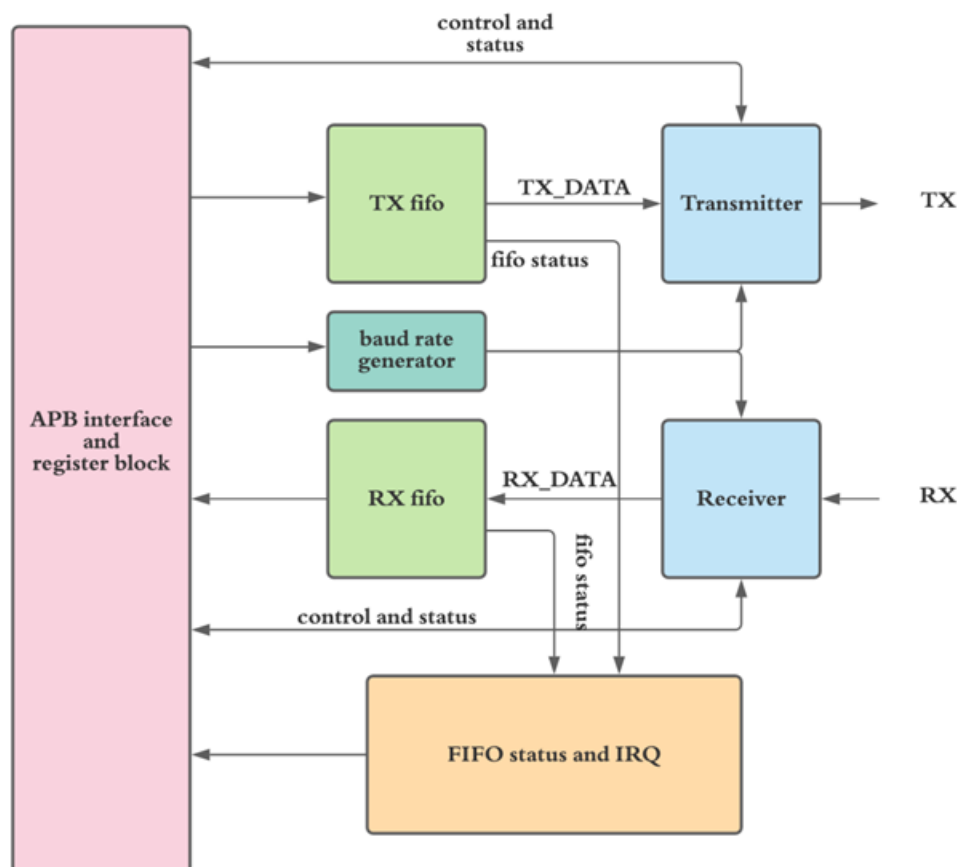 control and
status
TX fifo
TX_DATA
Transmitter
TX
fifo status
baud rate
generator
APB interface
and
register block
RX fifo
RX_DATA
Receiver
RX
fifo status
control and status
FIFO status and IRQ